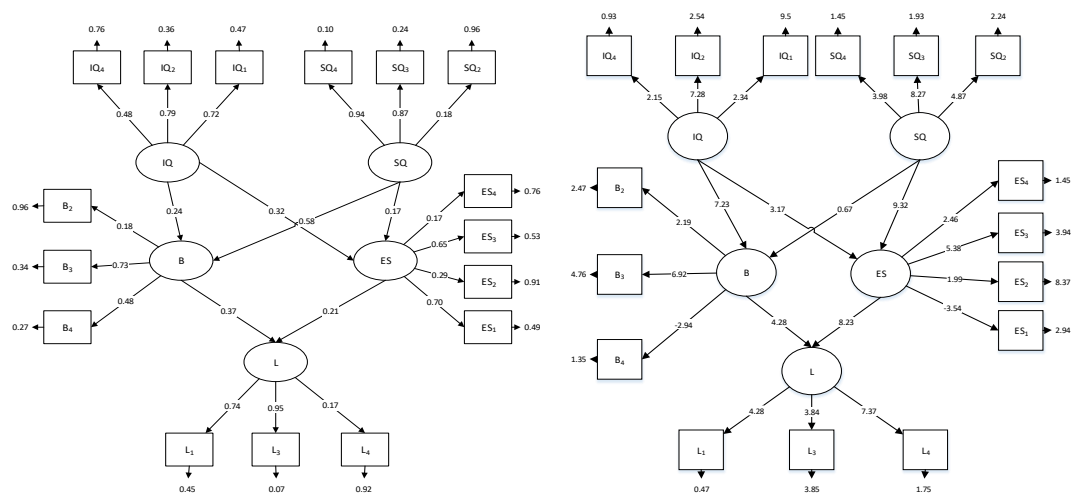 0.76 0.36 0.47 0.10 0.24 0.96
IQ4 IQ2 IQ1 SQ4 SQ3 SQ2
0.48 0.79 0.72 0.94 0.87 0.18
IQ SQ
0.24 0.32 0.58 0.17
0.96 B2
0.18
0.34 B3 0.73
0.48
0.27 B4
B ES
0.17 ES4 0.76
0.65 ES3 0.53
0.29 ES2 0.91
0.70 ES1 0.49
0.37 0.21
L
0.74 0.95 0.17
L1 L3 L4
0.45 0.07 0.92
0.93 2.54 9.5 1.45 1.93 2.24
IQ4 IQ2 IQ1 SQ4 SQ3 SQ2
2.15 7.28 2.34 3.98 8.27 4.87
IQ SQ
7.23 3.17 0.67 9.32
2.47 B2
2.19
4.76 B3 6.92
-2.94
1.35 B4
B ES
2.46 ES4 1.45
5.38 ES3 3.94
1.99 ES2 8.37
-3.54 ES1 2.94
4.28 8.23
L
4.28 3.84 7.37
L1 L3 L4
0.47 3.85 1.75